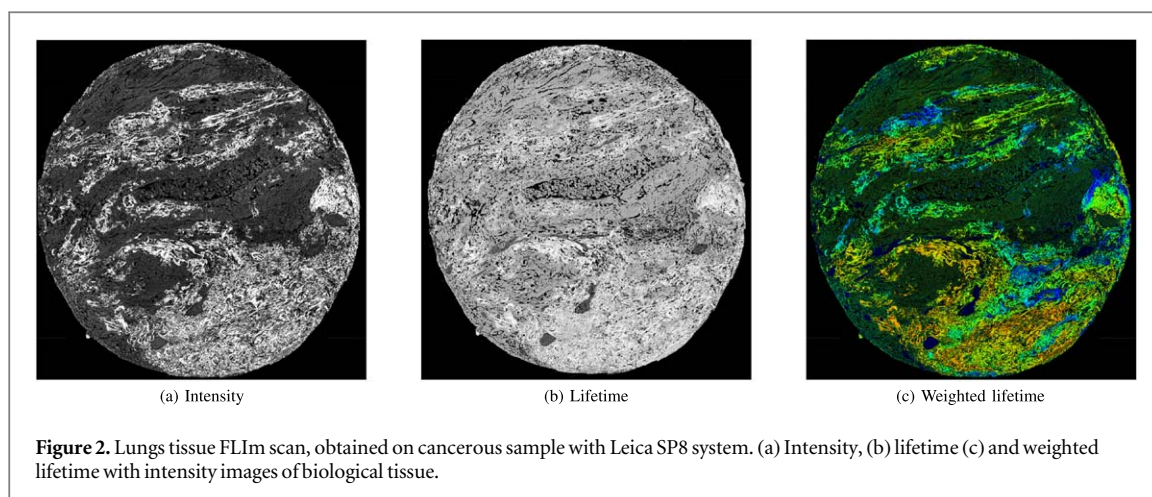 (a) Intensity
(b) Lifetime
(c) Weighted lifetime
Figure 2. Lungs tissue FLIm scan, obtained on cancerous sample with Leica SP8 system. (a) Intensity, (b) lifetime (c) and weighted
lifetime with intensity images of biological tissue.